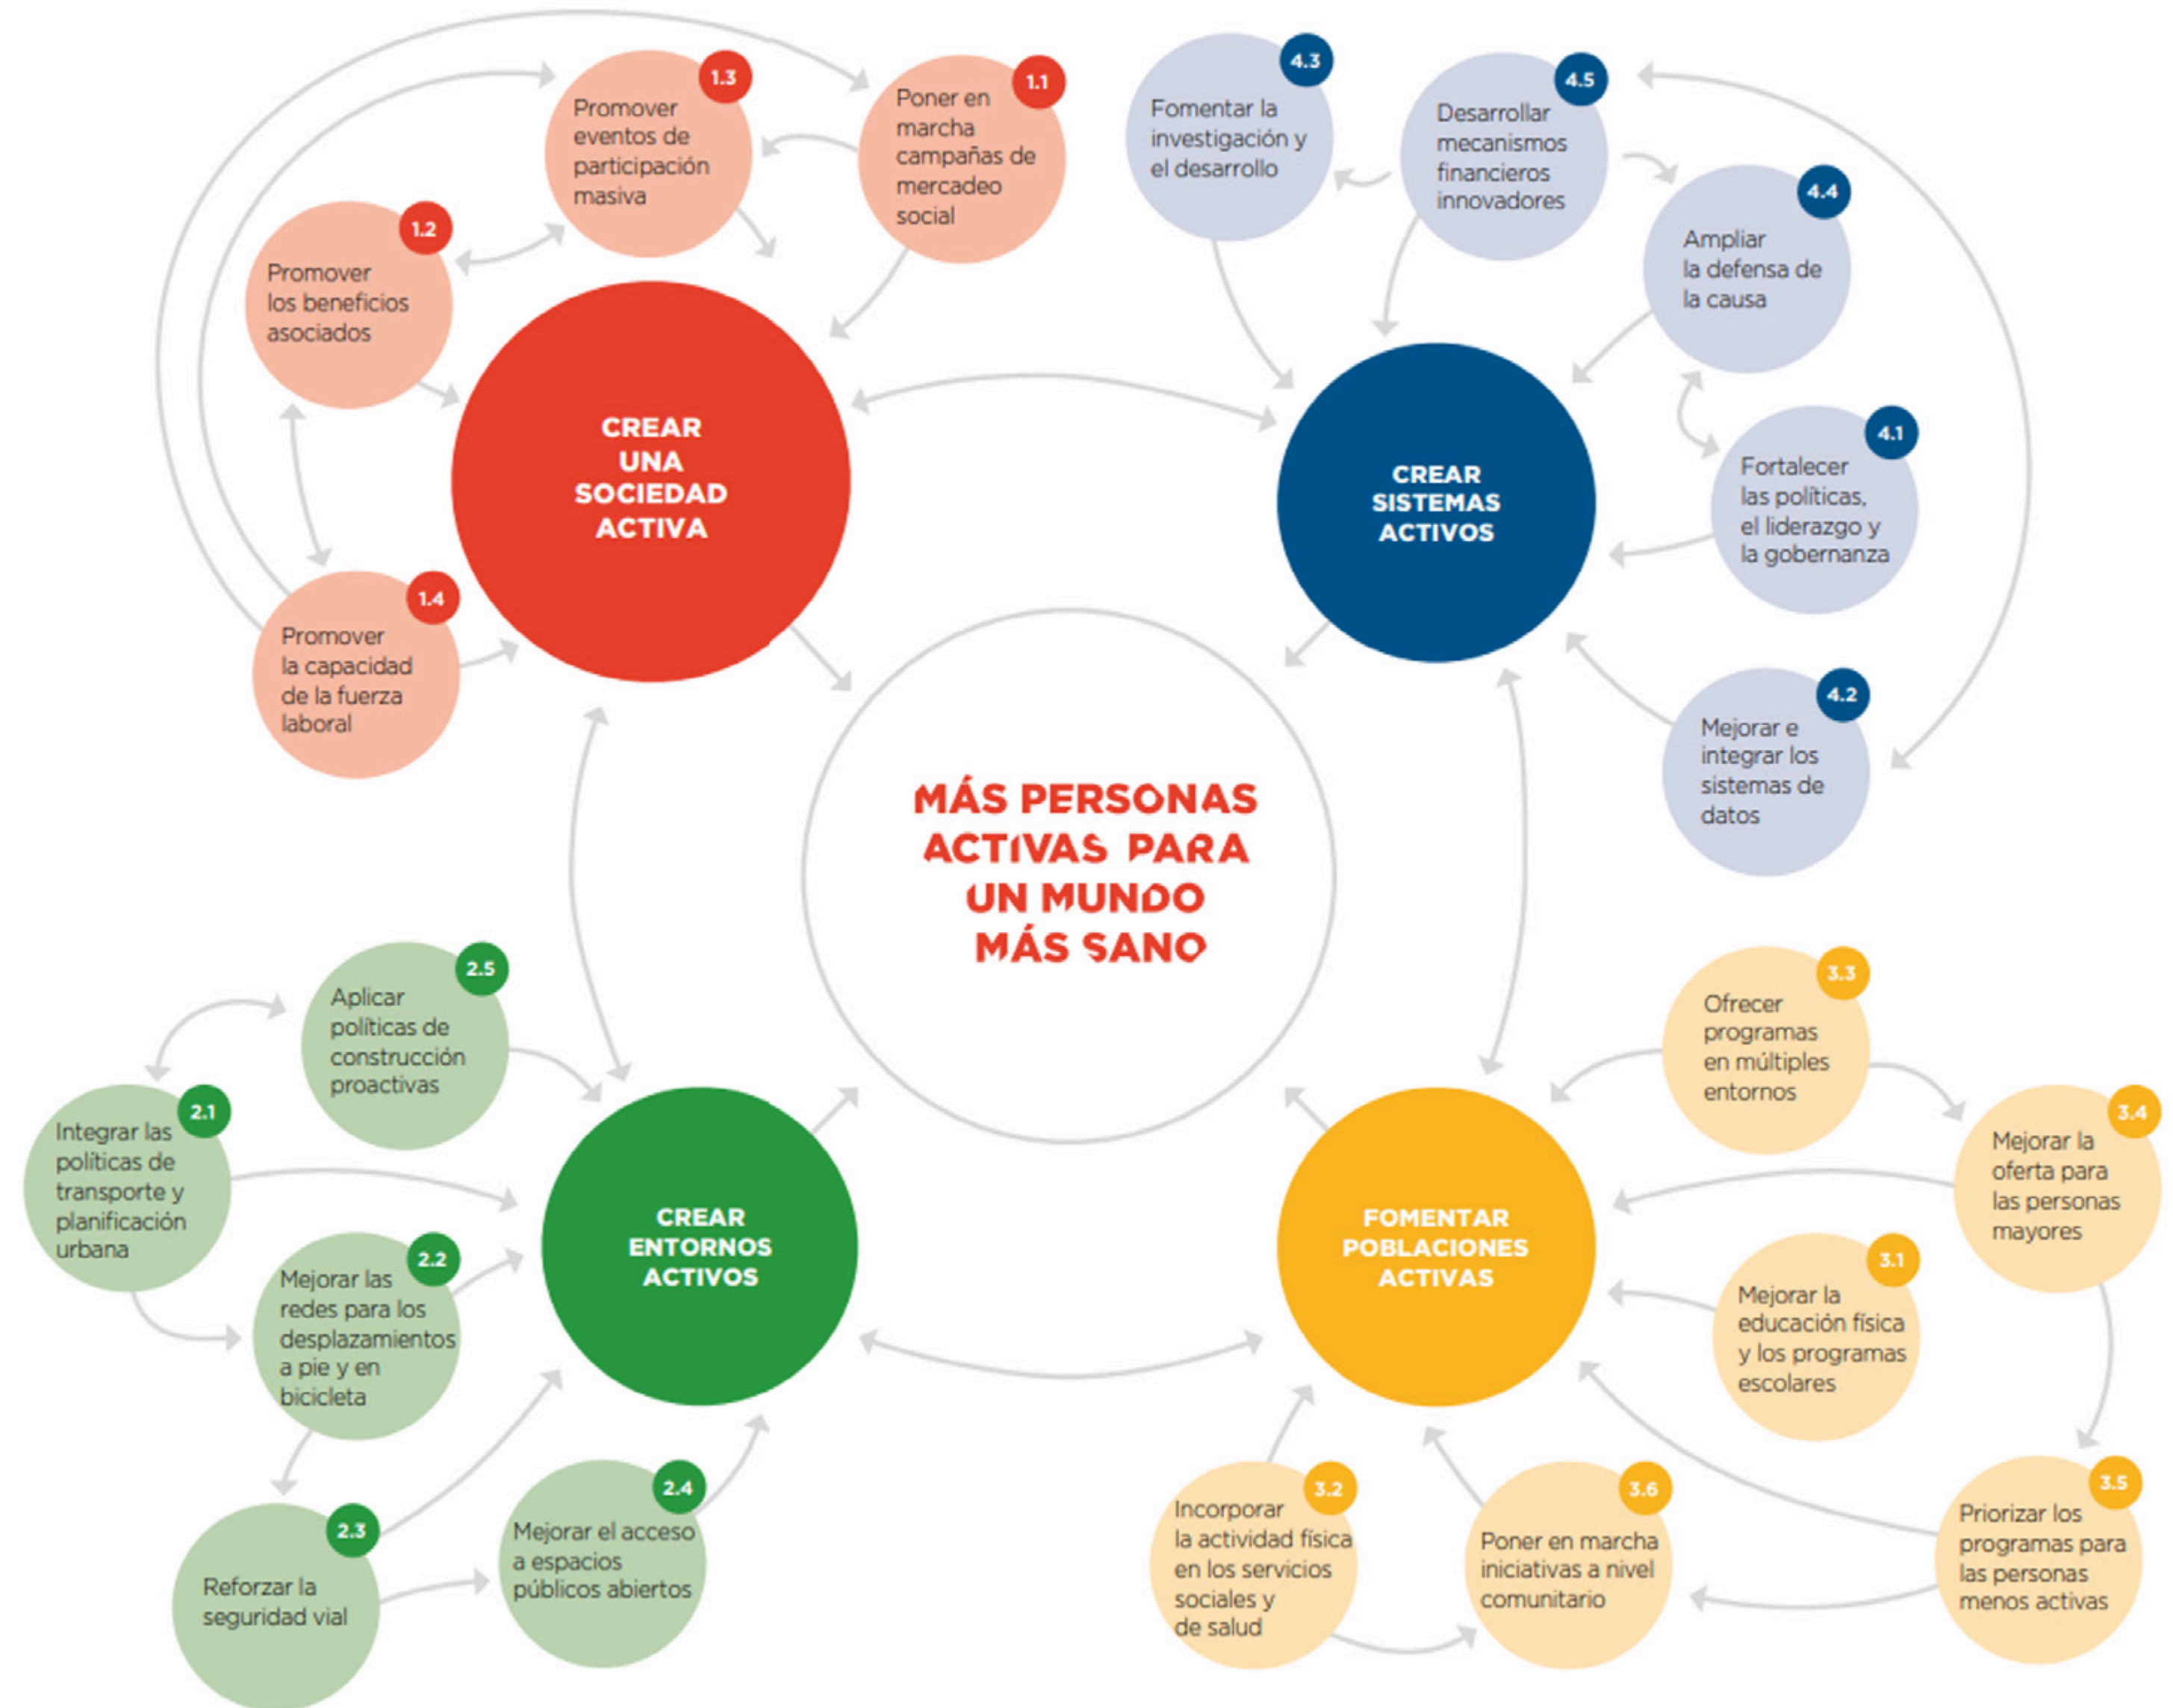 1.3
Promover
eventos de
participación
masiva
1.1
Poner en
marcha
campañas de
mercadeo
social
1.2
Promover
los beneficios
asociados
1.4
Promover
la capacidad
de la fuerza
laboral
CREAR
UNA
SOCIEDAD
ACTIVA
4.3
Fomentar la
investigación y
el desarrollo
4.5
Desarrollar
mecanismos
financieros
innovadores
4.4
Ampliar
la defensa de
la causa
4.1
Fortalecer
las políticas,
el liderazgo y
la gobernanza
4.2
Mejorar e
integrar los
sistemas de
datos
CREAR
SISTEMAS
ACTIVOS
MÁS PERSONAS
ACTIVAS PARA
UN MUNDO
MÁS SANO
2.5
Aplicar
políticas de
construcción
proactivas
2.1
Integrar las
políticas de
transporte y
planificación
urbana
2.2
Mejorar las
redes para los
desplazamientos
a pie y en
bicicleta
2.3
Reforzar la
seguridad vial
2.4
Mejorar el acceso
a espacios
públicos abiertos
CREAR
ENTORNOS
ACTIVOS
FOMENTAR
POBLACIONES
ACTIVAS
3.3
Ofrecer
programas
en múltiples
entornos
3.4
Mejorar la
oferta para
las personas
mayores
3.1
Mejorar la
educación física
y los programas
escolares
3.5
Priorizar los
programas para
las personas
menos activas
3.2
Incorporar
la actividad física
en los servicios
sociales y
de salud
3.6
Poner en marcha
iniciativas a nivel
comunitario